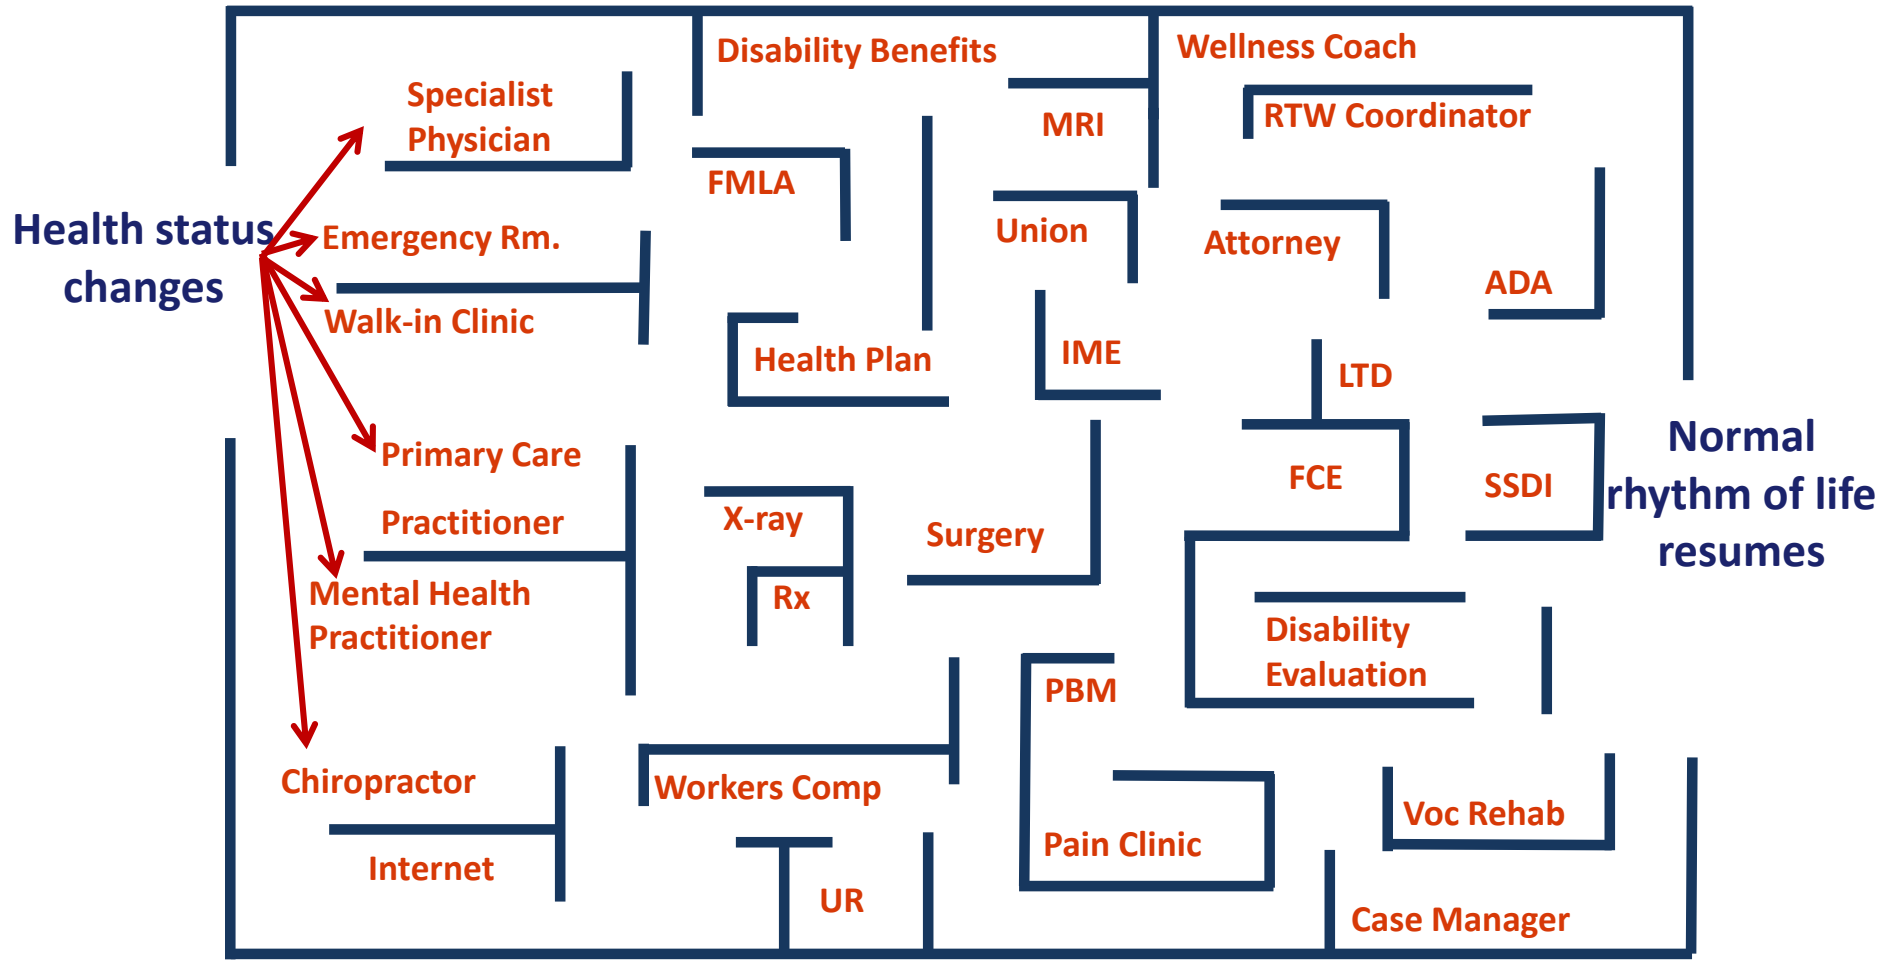 Health status
changes
Specialist
Physician
Emergency Rm.
Walk-in Clinic
Primary Care
Practitioner
Mental Health
Practitioner
Chiropractor
Internet
Disability Benefits
FMLA
MRI
Union
Health Plan
IME
X-ray
Rx
Surgery
Workers Comp
UR
PBM
Pain Clinic
Wellness Coach
RTW Coordinator
Attorney
ADA
LTD
FCE
SSDI
Disability
Evaluation
Voc Rehab
Case Manager
Normal
rhythm of life
resumes